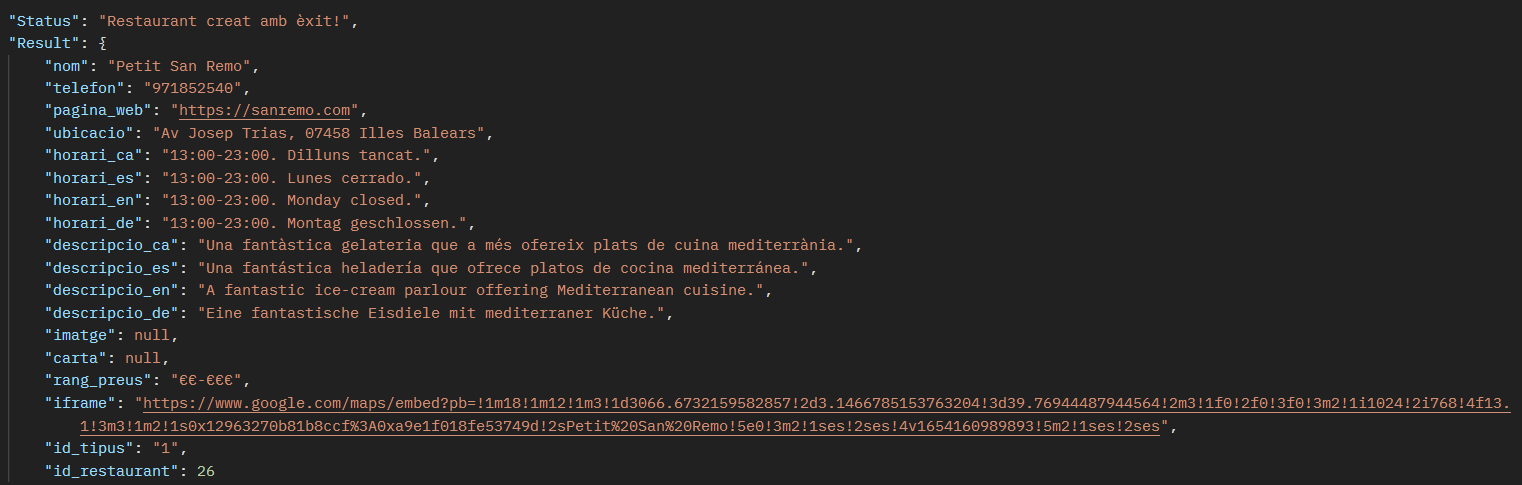 "Status": "Restaurant creat amb èxit!",
"Result": {
"nom": "Petit San Remo",
"telefon": "971852540",
"pagina_web": "https://sanremo.com",
"ubicacio": "Av Josep Trias, 07458 Illes Balears",
"horari_ca": "13:00-23:00. Dilluns tancat.",
"horari_es": "13:00-23:00. Lunes cerrado.",
"horari_en": "13:00-23:00. Monday closed.",
"horari_de": "13:00-23:00. Montag geschlossen.",
"descripcio_ca": "Una fantàstica gelateria que a més ofereix plats de cuina mediterrània.",
"descripcio_es": "Una fantástica heladería que ofrece platos de cocina mediterránea.",
"descripcio_en": "A fantastic ice-cream parlour offering Mediterranean cuisine.",
"descripcio_de": "Eine fantastische Eisdiele mit mediterraner Küche.",
"imatge": null,
"carta": null,
"rang_preus": "€€-€€€",
"iframe": "https://www.google.com/maps/embed?pb=!1m18!1m12!1m3!1d3066.6732159582857!2d3.1466785153763204!3d39.76944487944564!2m3!1f0!2f0!3f0!3m2!1i1024!2i768!4f13.
1!3m3!1m2!1s0x12963270b81b8ccf%3A0xa9e1f018fe53749d!2sPetit%20San%20Remo!5e0!3m2!1ses!2ses!4v1654160989893!5m2!1ses!2ses",
"id_tipus": "1",
"id_restaurant": 26